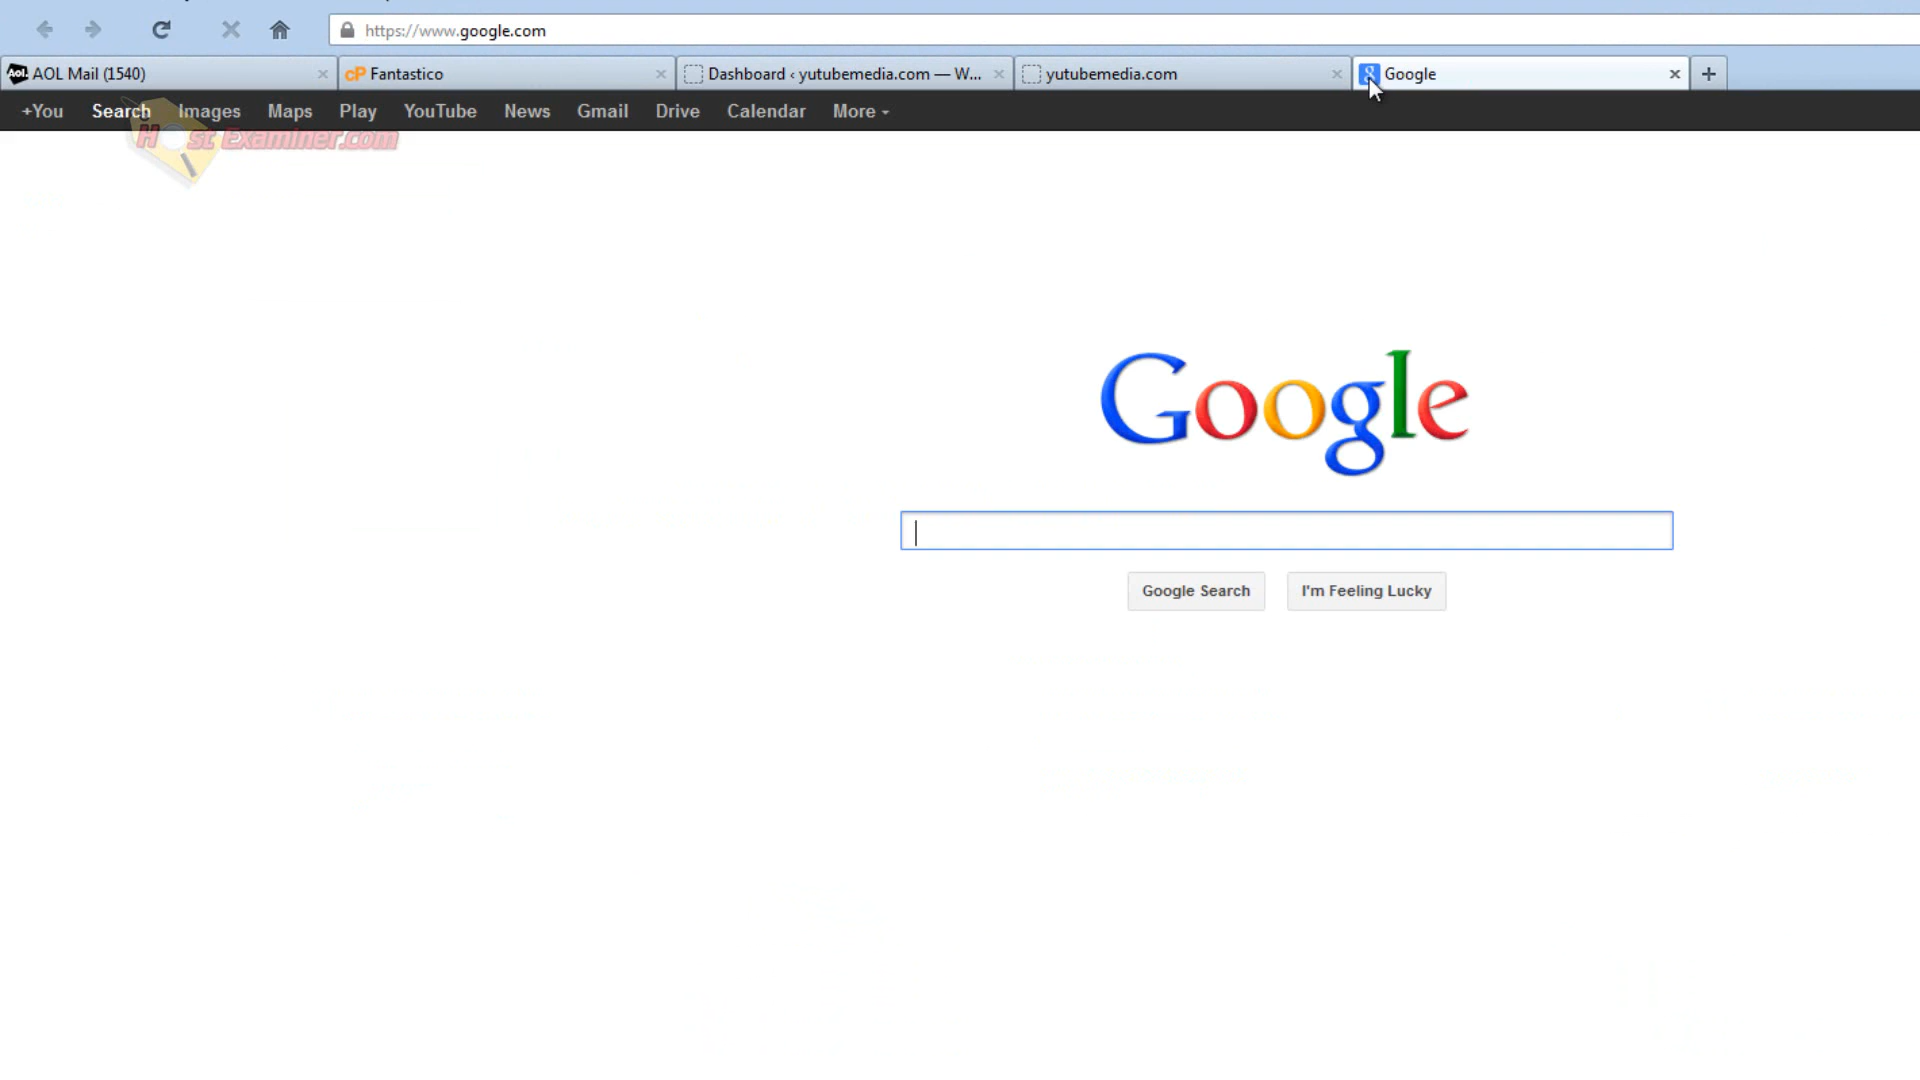 https://www.google.com
AOL Mail (1540)
Fantastico
Dashboard ‹ yutubemedia.com — W...
yutubemedia.com
Google
+You Search Images Maps Play YouTube News Gmail Drive Calendar More
Host Examiner.com
Google
Google Search
I'm Feeling Lucky